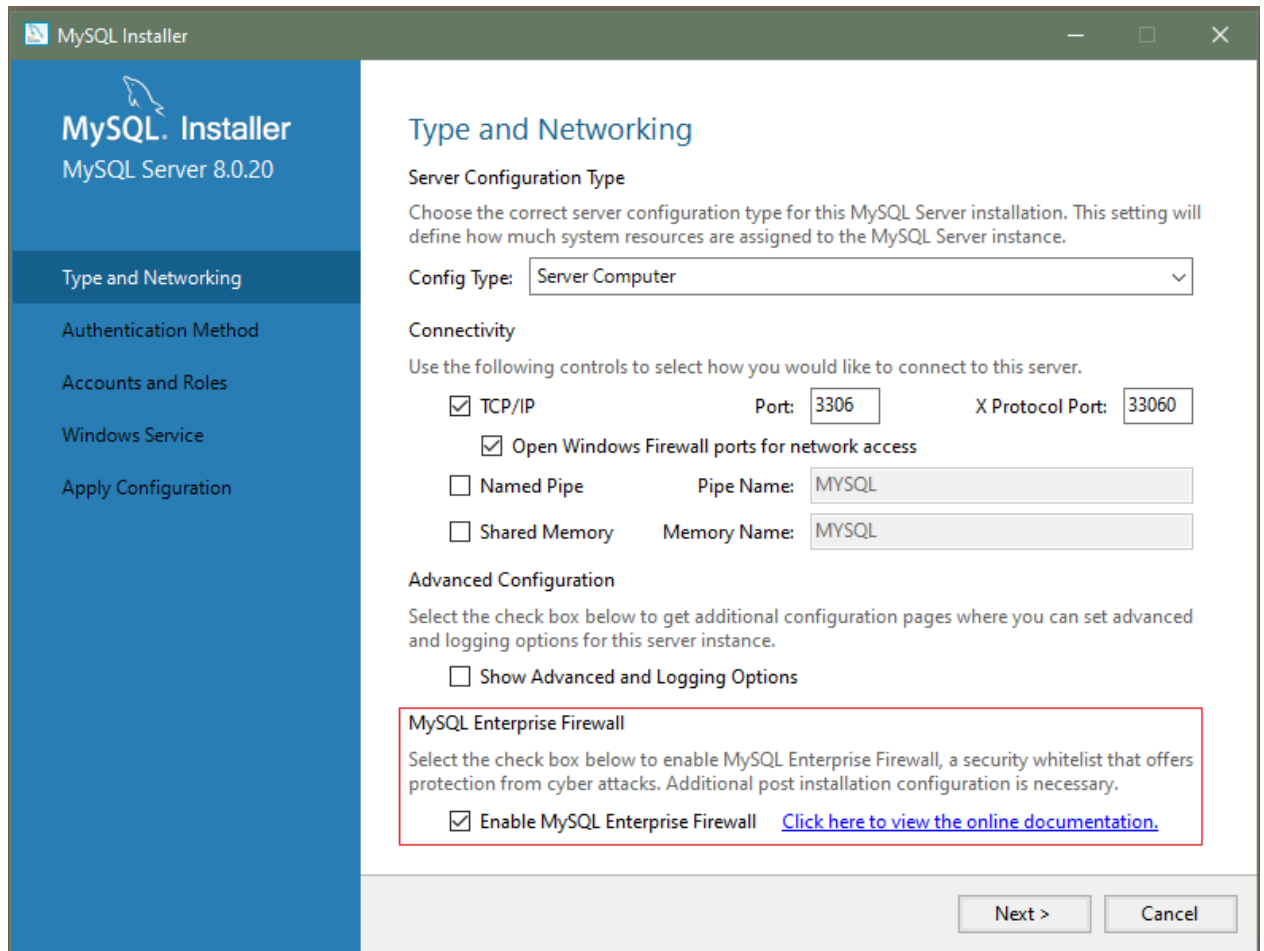 MySQL Installer
MySQL. Installer
MySQL Server 8.0.20
Type and Networking
Authentication Method
Accounts and Roles
Windows Service
Apply Configuration
Type and Networking
Server Configuration Type
Choose the correct server configuration type for this MySQL Server installation. This setting will
define how much system resources are assigned to the MySQL Server instance.
Config Type: Server Computer
Connectivity
Use the following controls to select how you would like to connect to this server.
TCP/IP Port: 3306 X Protocol Port: 33060
Open Windows Firewall ports for network access
Named Pipe Pipe Name: MYSQL
Shared Memory Memory Name: MYSQL
Advanced Configuration
Select the check box below to get additional configuration pages where you can set advanced
and logging options for this server instance.
Show Advanced and Logging Options
MySQL Enterprise Firewall
Select the check box below to enable MySQL Enterprise Firewall, a security whitelist that offers
protection from cyber attacks. Additional post installation configuration is necessary.
Enable MySQL Enterprise Firewall Click here to view the online documentation.
Next > Cancel